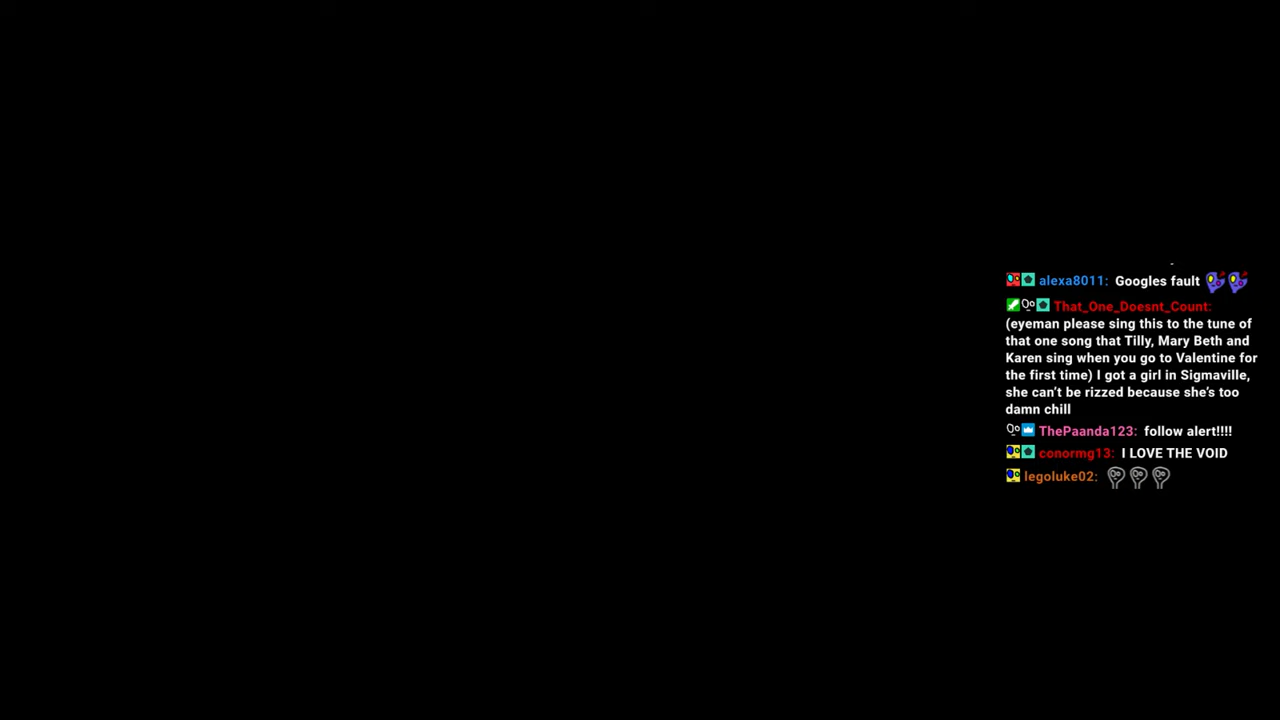 alexa8011: Googles fault
That_One_Doesnt_Count:
(eyeman please sing this to the tune of
that one song that Tilly, Mary Beth and
Karen sing when you go to Valentine for
the first time) I got a girl in Sigmaville,
she can't be rizzed because she's too
damn chill
ThePaanda123: follow alert!!!!
conormg13: I LOVE THE VOID
legoluke02: